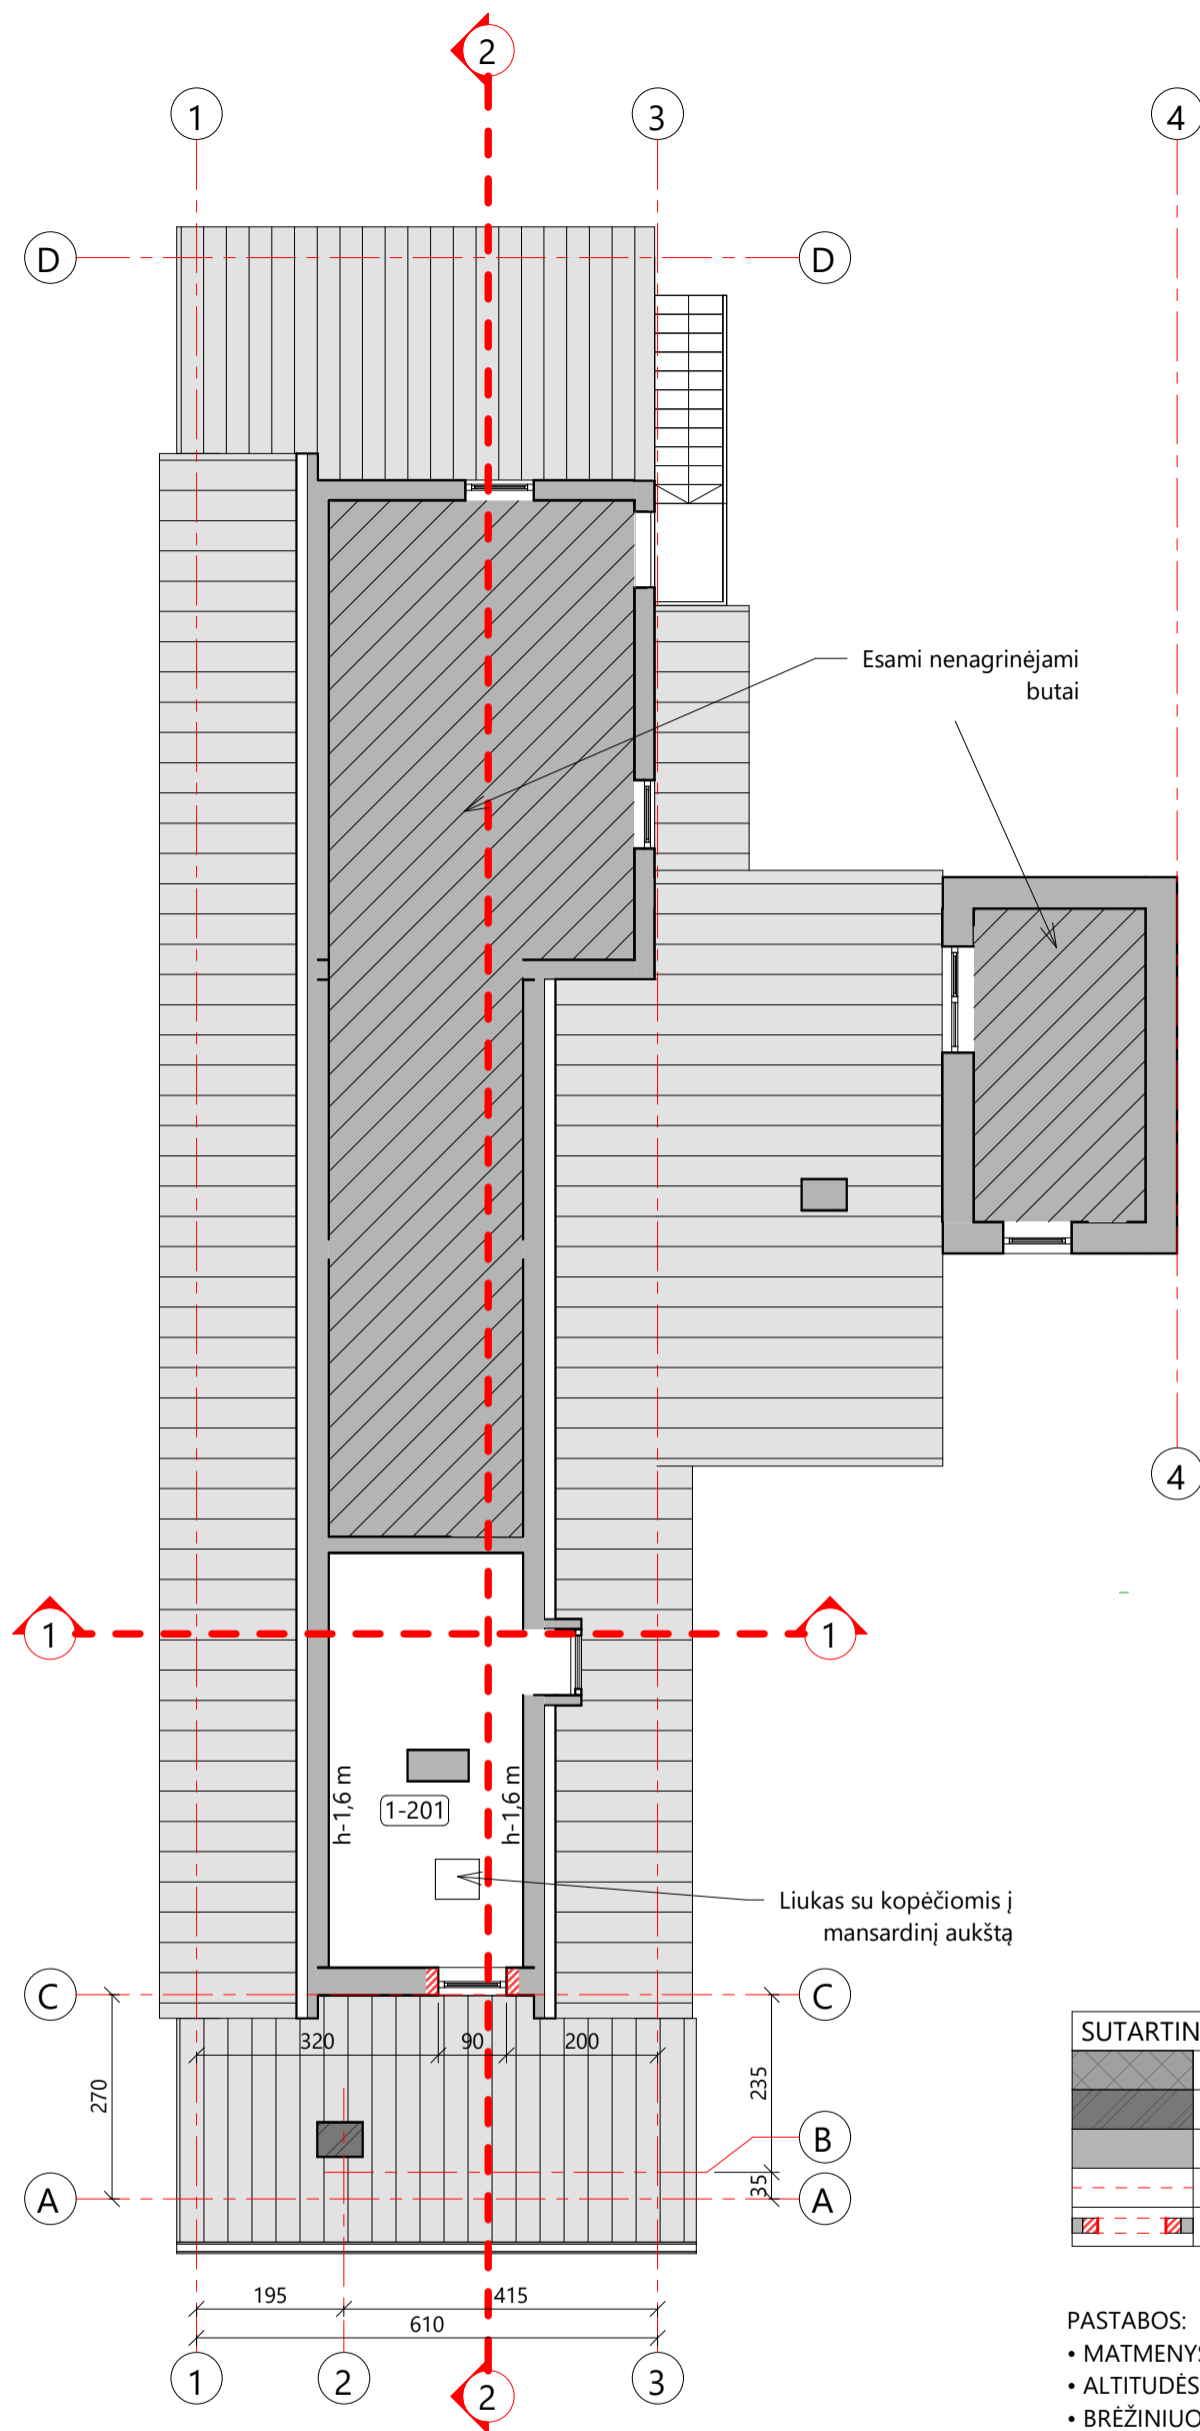 2
1
3
4
D
D
Esami nenagrinėjami
butai
4
1
1
h-1,6 m
h-1,6 m
1-201
Liukas su kopėčiomis į
mansardinį aukštą
C
C
320
90
200
270
235
B
35
A
A
195
415
610
1
2
2
3
SUTARTIN
PASTABOS:
• MATMENYS
• ALTITUDĖS
• BRĖŽINIUO